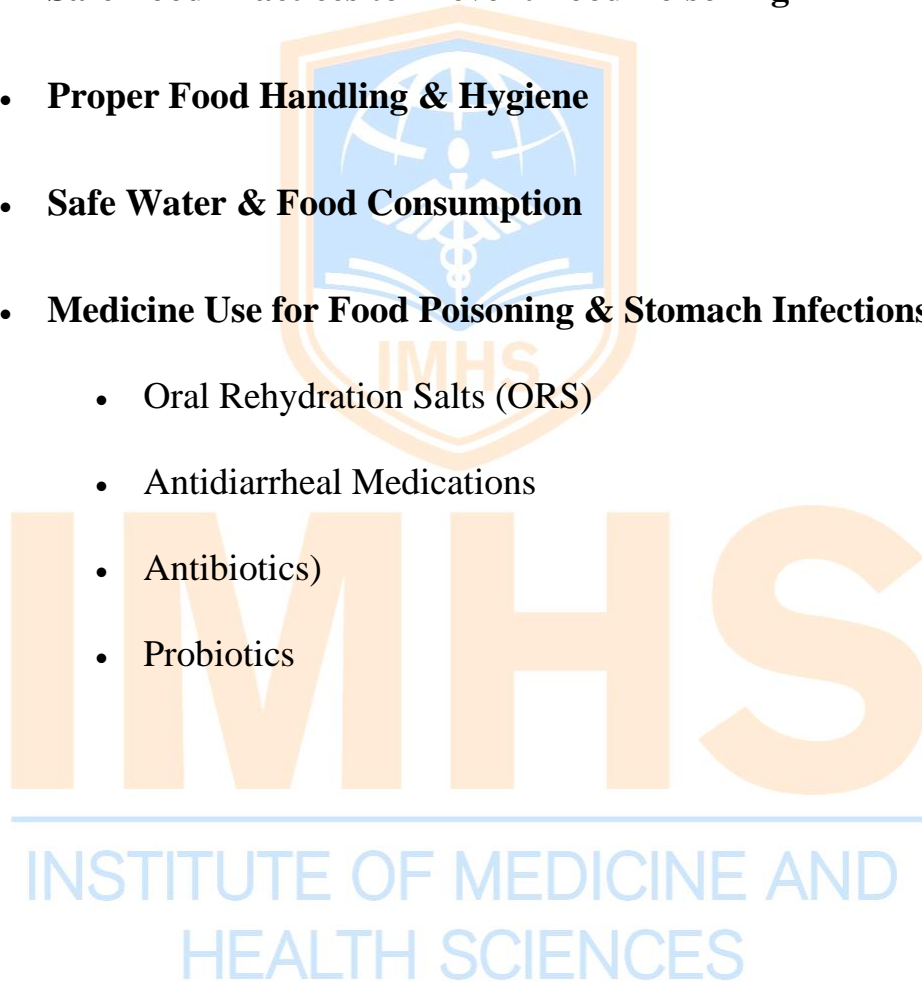 • Proper Food Handling & Hygiene
• Safe Water & Food Consumption
• Medicine Use for Food Poisoning & Stomach Infections
• Oral Rehydration Salts (ORS)
• Antidiarrheal Medications
• Antibiotics)
• Probiotics
IMHS
IMHS
INSTITUTE OF MEDICINE AND
HEALTH SCIENCES